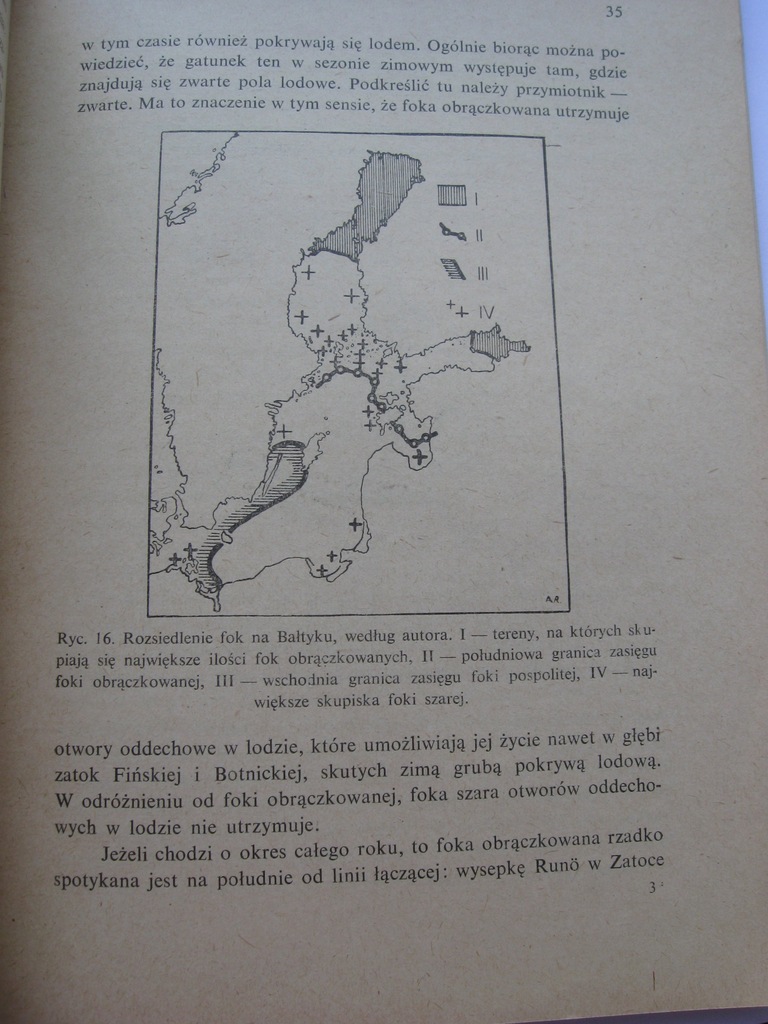 35
w tym czasie również pokrywają się lodem. Ogólnie biorąc można po-
wiedzieć, że gatunek ten w sezonie zimowym występuje tam, gdzie
znajdują się zwarte pola lodowe. Podkreślić tu należy przymiotnik —
zwarte. Ma to znaczenie w tym sensie, że foka obrączkowana utrzymuje
I
II
III
IV
A.R.
Ryc. 16. Rozsiedlenie fok na Bałtyku, według autora. I — tereny, na których sku-
piają się największe ilości fok obrączkowanych, II — południowa granica zasięgu
foki obrączkowanej, III — wschodnia granica zasięgu foki pospolitej, IV — naj-
większe skupiska foki szarej.
otwory oddechowe w lodzie, które umożliwiają jej życie nawet w głębi
zatok Fińskiej i Botnickiej, skutych zimą grubą pokrywą lodową.
W odróżnieniu od foki obrączkowanej, foka szara otworów oddecho-
wych w lodzie nie utrzymuje.
Jeżeli chodzi o okres całego roku, to foka obrączkowana rzadko
spotykana jest na południe od linii łączącej: wysepkę Runö w Zatoce
3*